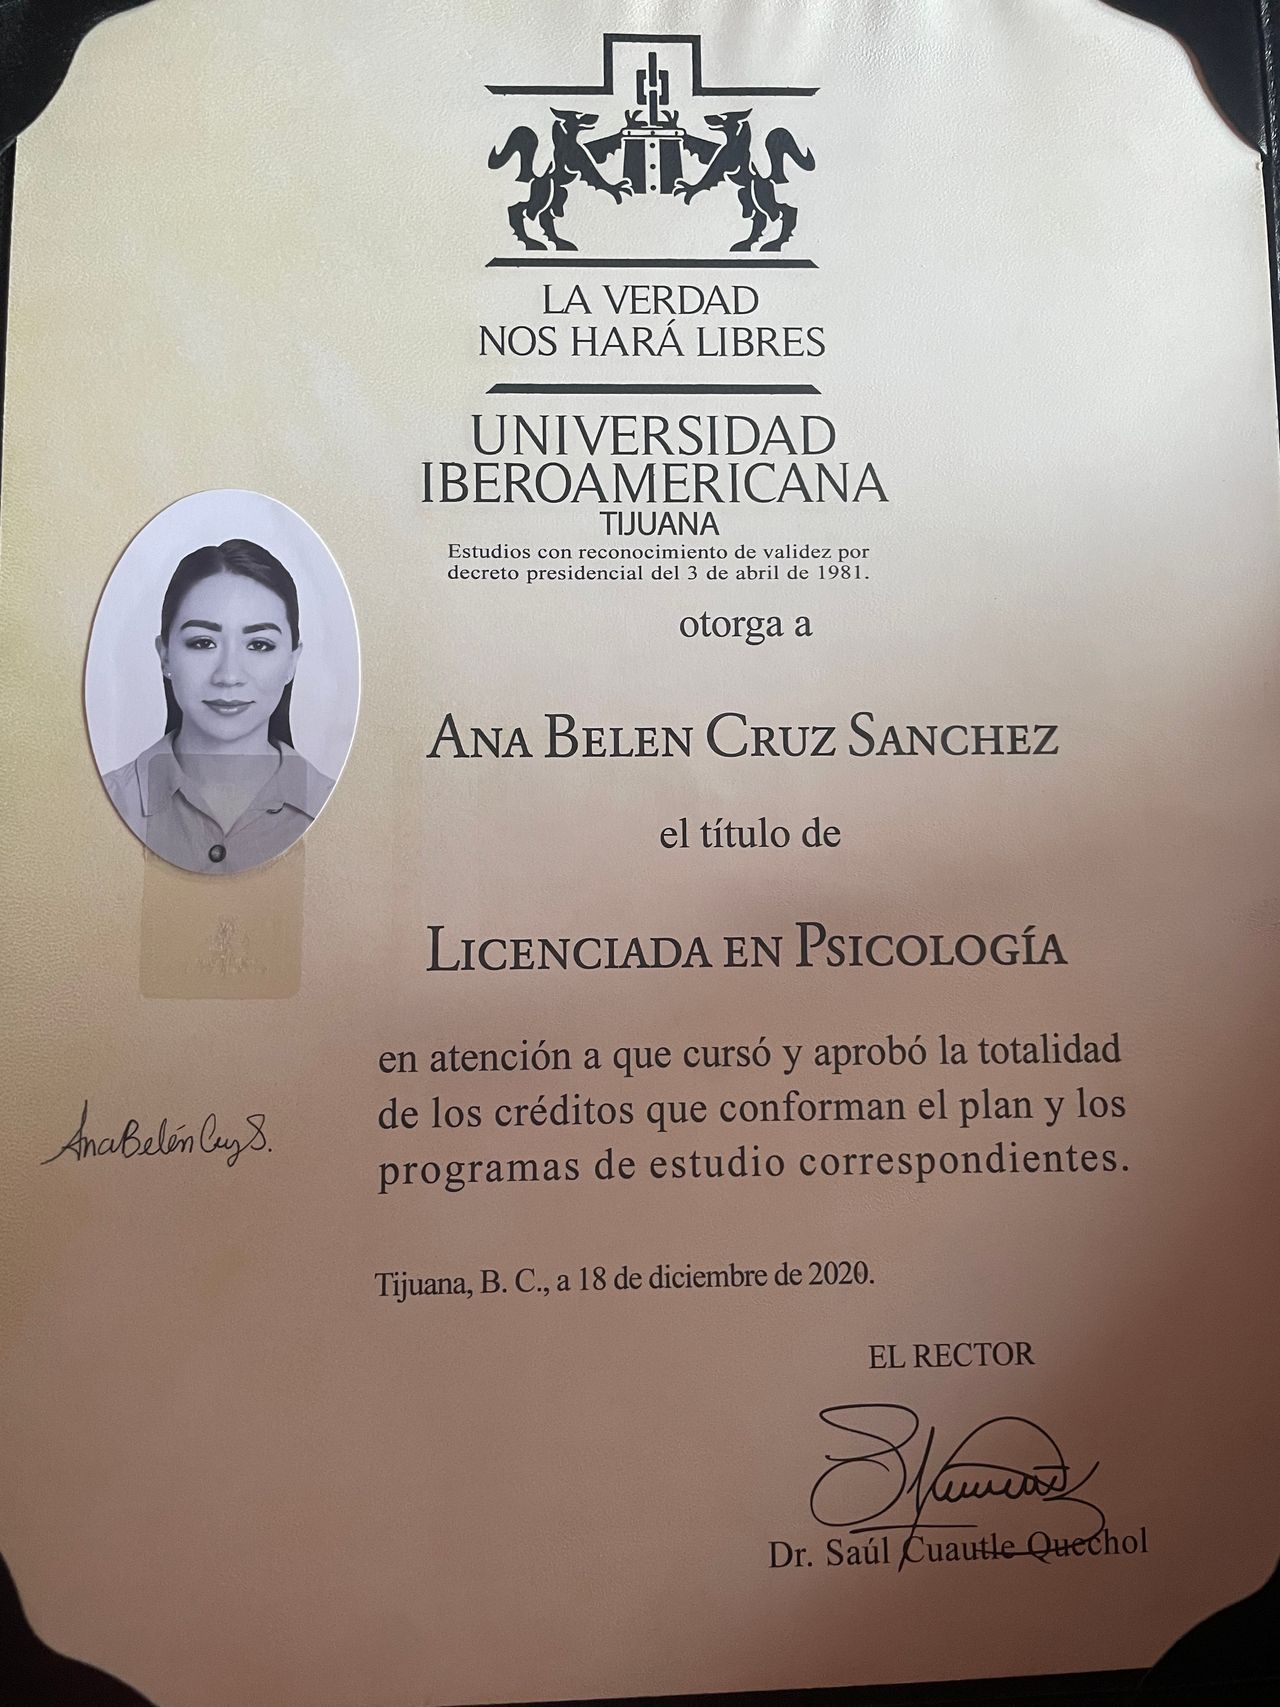 LA VERDAD
NOS HARÁ LIBRES
UNIVERSIDAD
IBEROAMERICANA
TIJUANA
Estudios con reconocimiento de validez por
decreto presidencial del 3 de abril de 1981.
otorga a
ANA BELEN CRUZ SANCHEZ
el título de
LICENCIADA EN PSICOLOGÍA
en atención a que cursó y aprobó la totalidad
de los créditos que conforman el plan y los
programas de estudio correspondientes.
Ana Belén Cruz S.
Tijuana, B. C., a 18 de diciembre de 2020.
EL RECTOR
Dr. Saúl Cuautle Quechol